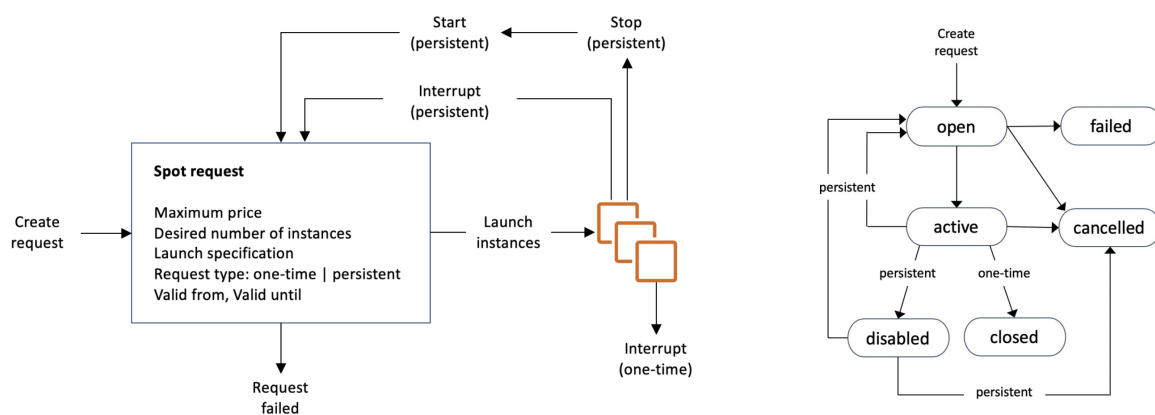 Start
(persistent)
Stop
(persistent)
Interrupt
(persistent)
Spot request
Maximum price
Desired number of instances
Launch specification
Request type: one-time | persistent
Valid from, Valid until
Create
request
Launch
instances
Request
failed
Interrupt
(one-time)
Create
request
open
failed
persistent
active
cancelled
persistent
one-time
disabled
closed
persistent